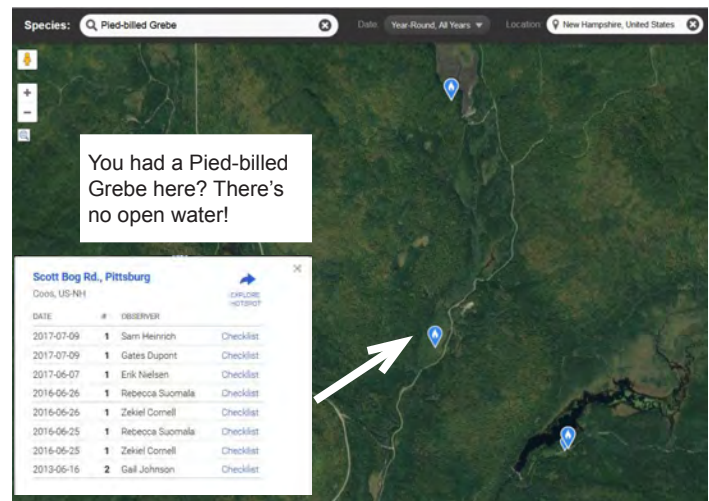 Species: Pied-billed Grebe Date: Year-Round, All Years Location: New Hampshire, United States
+
−
You had a Pied-billed
Grebe here? There’s
no open water!
Scott Bog Rd., Pittsburg
Coos, US-NH
EXPLORE
HOTSPOT
DATE # OBSERVER
2017-07-09 1 Sam Heinrich Checklist
2017-07-09 1 Gates Dupont Checklist
2017-06-07 1 Erik Nielsen Checklist
2016-06-26 1 Rebecca Suomala Checklist
2016-06-26 1 Zekiel Cornell Checklist
2016-06-25 1 Rebecca Suomala Checklist
2016-06-25 1 Zekiel Cornell Checklist
2013-06-16 2 Gail Johnson Checklist